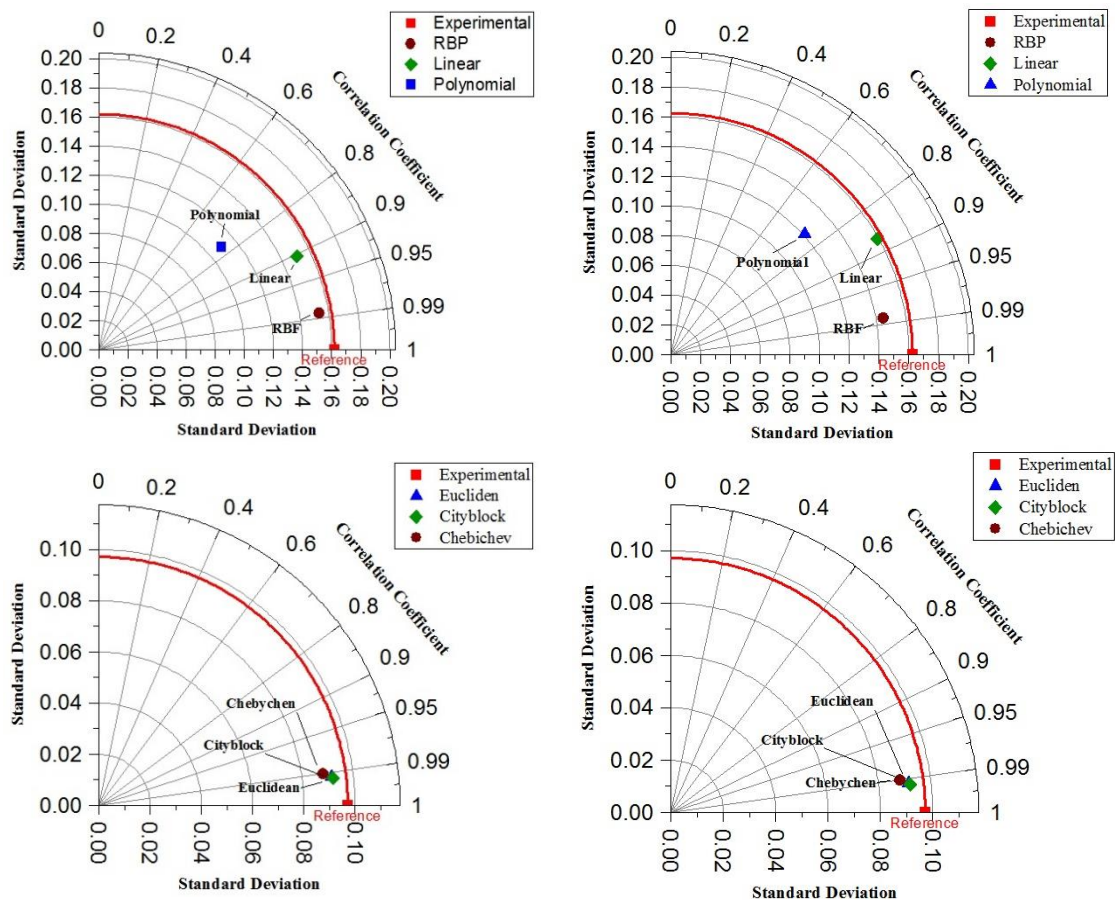 Experimental
RBP
Linear
Polynomial
0
0.2
0.4
0.6
0.8
0.9
0.95
0.99
1
Correlation Coefficient
0.20
0.18
0.16
0.14
0.12
0.10
0.08
0.06
0.04
0.02
0.00
Standard Deviation
Polynomial
Linear
RBF
Reference
0.00
0.02
0.04
0.06
0.08
0.10
0.12
0.14
0.16
0.18
0.20
Standard Deviation
Experimental
RBP
Linear
Polynomial
0
0.2
0.4
0.6
0.8
0.9
0.95
0.99
1
Correlation Coefficient
0.20
0.18
0.16
0.14
0.12
0.10
0.08
0.06
0.04
0.02
0.00
Standard Deviation
Polynomial
Linear
RBF
Reference
0.00
0.02
0.04
0.06
0.08
0.10
0.12
0.14
0.16
0.18
0.20
Standard Deviation
Experimental
Eucliden
Cityblock
Chebichev
0
0.2
0.4
0.6
0.8
0.9
0.95
0.99
1
Correlation Coefficient
0.10
0.08
0.06
0.04
0.02
0.00
Standard Deviation
Chebychen
Cityblock
Euclidean
Reference
0.00
0.02
0.04
0.06
0.08
0.10
Standard Deviation
Experimental
Eucliden
Cityblock
Chebichev
0
0.2
0.4
0.6
0.8
0.9
0.95
0.99
1
Correlation Coefficient
0.10
0.08
0.06
0.04
0.02
0.00
Standard Deviation
Euclidean
Cityblock
Chebychen
Reference
0.00
0.02
0.04
0.06
0.08
0.10
Standard Deviation